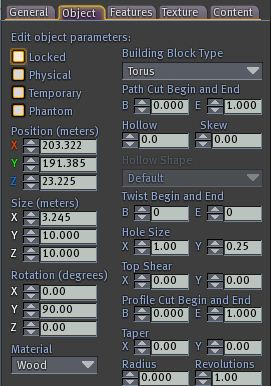 General Object Features Texture Content
Edit object parameters:
Locked
Physical
Temporary
Phantom
Position (meters)
X 203.322
Y 191.385
Z 23.225
Size (meters)
X 3.245
Y 10.000
Z 10.000
Rotation (degrees)
X 0.00
Y 90.00
Z 0.00
Material
Wood
Building Block Type
Torus
Path Cut Begin and End
B 0.000 E 1.000
Hollow Skew
0.0 0.00
Hollow Shape
Default
Twist Begin and End
B 0 E 0
Hole Size
X 1.00 Y 0.25
Top Shear
X 0.00 Y 0.00
Profile Cut Begin and End
B 0.000 E 1.000
Taper
X 0.00 Y 0.00
Radius Revolutions
0.000 1.00